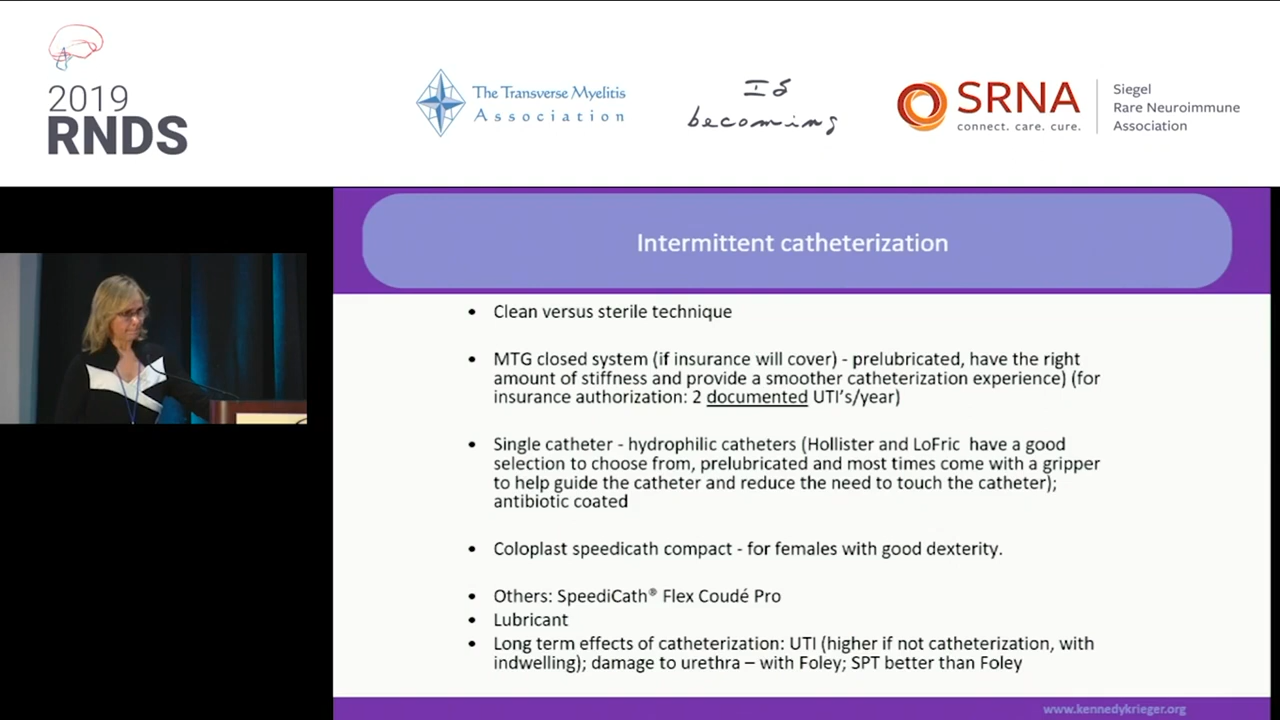 2019
RNDS
The Transverse Myelitis
Association
Is
becoming
SRNA
connect. care. cure.
Siegel
Rare Neuroimmune
Association
Intermittent catheterization
• Clean versus sterile technique
• MTG closed system (if insurance will cover) - prelubricated, have the right
amount of stiffness and provide a smoother catheterization experience) (for
insurance authorization: 2 documented UTI's/year)
• Single catheter - hydrophilic catheters (Hollister and LoFric have a good
selection to choose from, prelubricated and most times come with a gripper
to help guide the catheter and reduce the need to touch the catheter);
antibiotic coated
• Coloplast speedicath compact - for females with good dexterity.
• Others: SpeediCath® Flex Coudé Pro
• Lubricant
• Long term effects of catheterization: UTI (higher if not catheterization, with
indwelling); damage to urethra – with Foley; SPT better than Foley
www.kennedykrieger.org